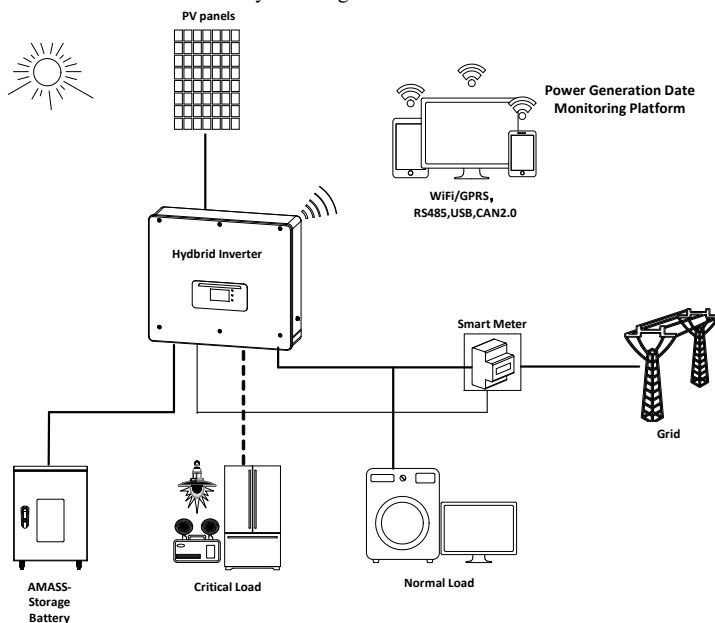 PV panels
Power Generation Date
Monitoring Platform
WiFi/GPRS，
RS485,USB,CAN2.0
Hydbrid Inverter
Smart Meter
Grid
AMASS-
Storage
Battery
Critical Load
Normal Load